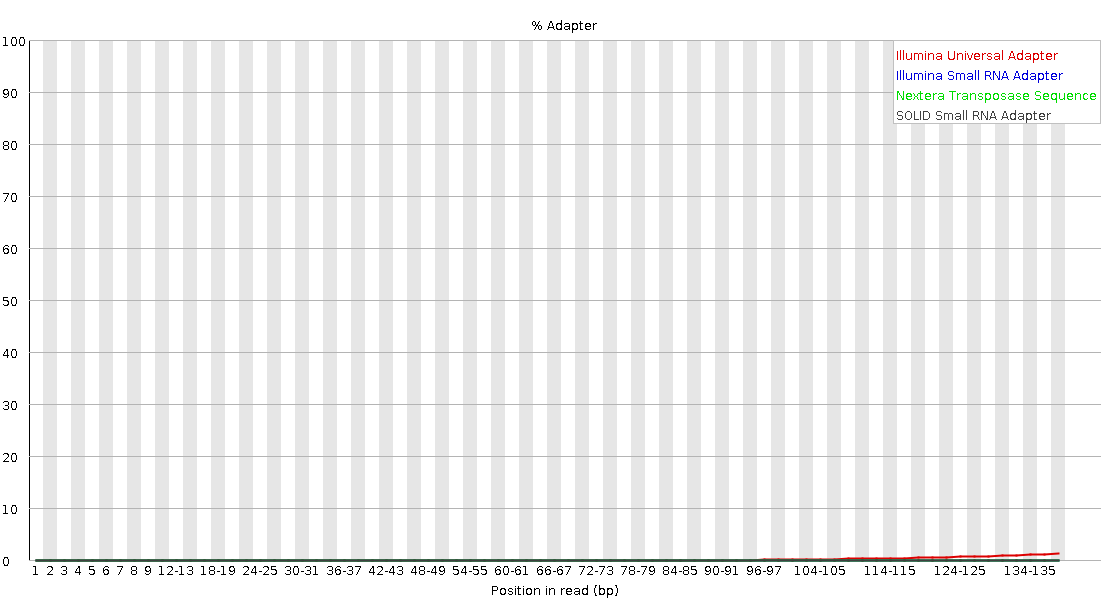 % Adapter
100
90
80
70
60
50
40
30
20
10
0
Illumina Universal Adapter
Illumina Small RNA Adapter
Nextera Transposase Sequence
SOLID Small RNA Adapter
1 2 3 4 5 6 7 8 9 12-13 18-19 24-25 30-31 36-37 42-43 48-49 54-55 60-61 66-67 72-73 78-79 84-85 90-91 96-97 104-105 114-115 124-125 134-135
Position in read (bp)